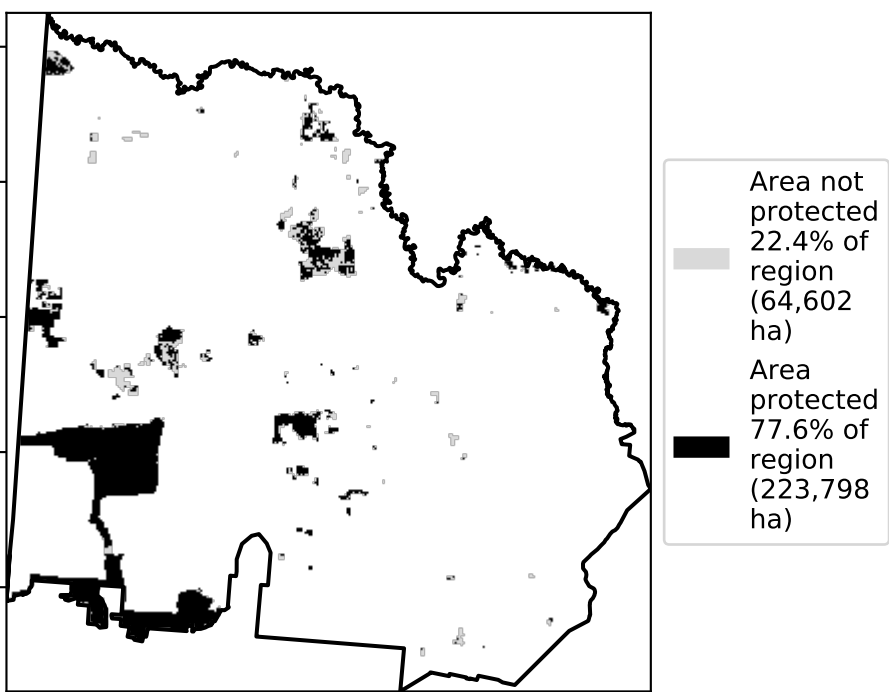 Area not
protected
22.4% of
region
(64,602
ha)
Area
protected
77.6% of
region
(223,798
ha)